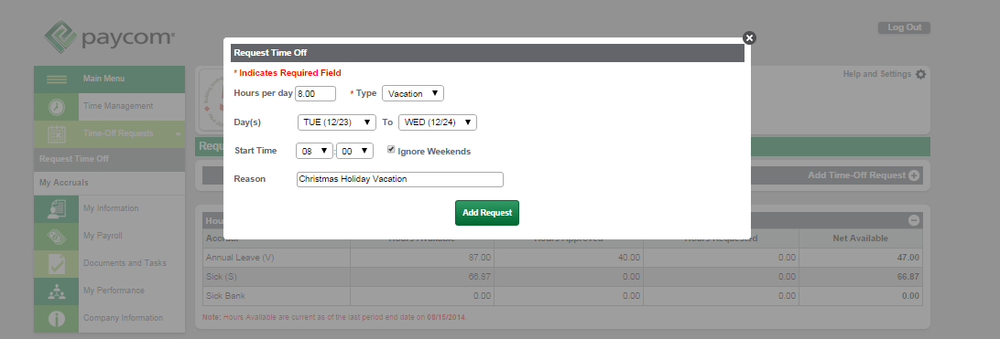 paycom®
Log Out
Request Time Off
* Indicates Required Field
Main Menu
Help and Settings
Hours per day 8.00 * Type Vacation
Time Management
Day(s) TUE (12/23) To WED (12/24)
Time-Off Requests
Start Time 08 : 00 Ignore Weekends
Requ
Request Time Off
Reason Christmas Holiday Vacation
Add Time-Off Request
My Accruals
My Information
Add Request
Hou
My Payroll
Accrual Hours Available Hours Approved Hours Requested Net Available
Annual Leave (V) 87.00 40.00 0.00 47.00
Documents and Tasks
Sick (S) 66.87 0.00 0.00 66.87
My Performance
Sick Bank 0.00 0.00 0.00 0.00
Company Information
Note: Hours Available are current as of the last period end date on 08/15/2014.